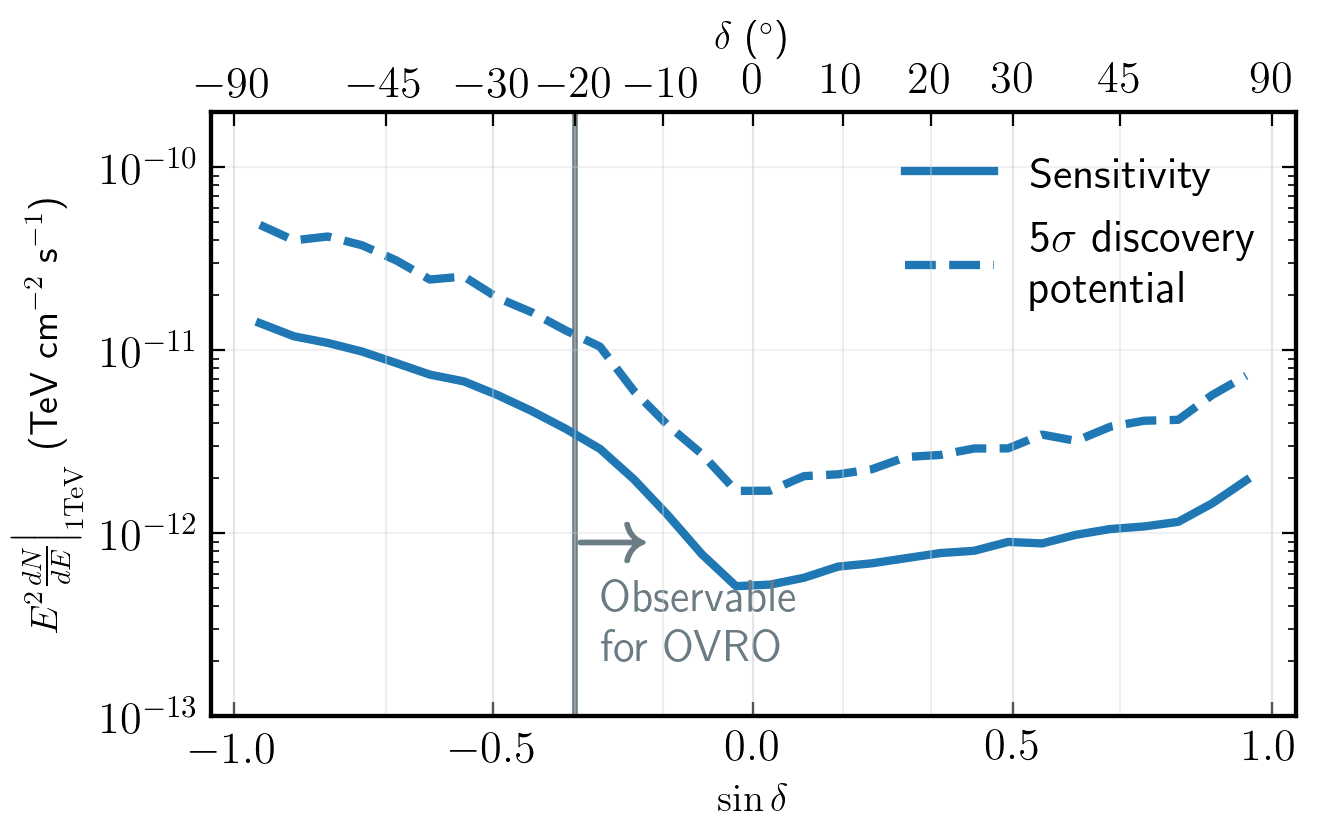 δ (°)
−90 −45 −30 −20 −10 0 10 20 30 45 90
10⁻¹⁰
10⁻¹¹
10⁻¹²
10⁻¹³
E² dN/dE |₁TeV (TeV cm⁻² s⁻¹)
Sensitivity
5σ discovery
potential
Observable
for OVRO
−1.0 −0.5 0.0 0.5 1.0
sin δ